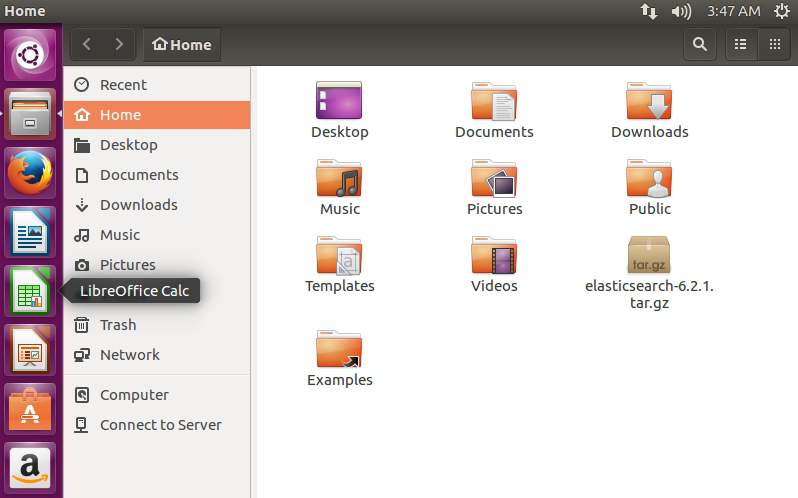 Home
3:47 AM
Home
Recent
Home
Desktop
Documents
Downloads
Music
Pictures
LibreOffice Calc
Trash
Network
Computer
Connect to Server
Desktop
Documents
Downloads
Music
Pictures
Public
Templates
Videos
tar.gz
elasticsearch-6.2.1.
tar.gz
Examples
a